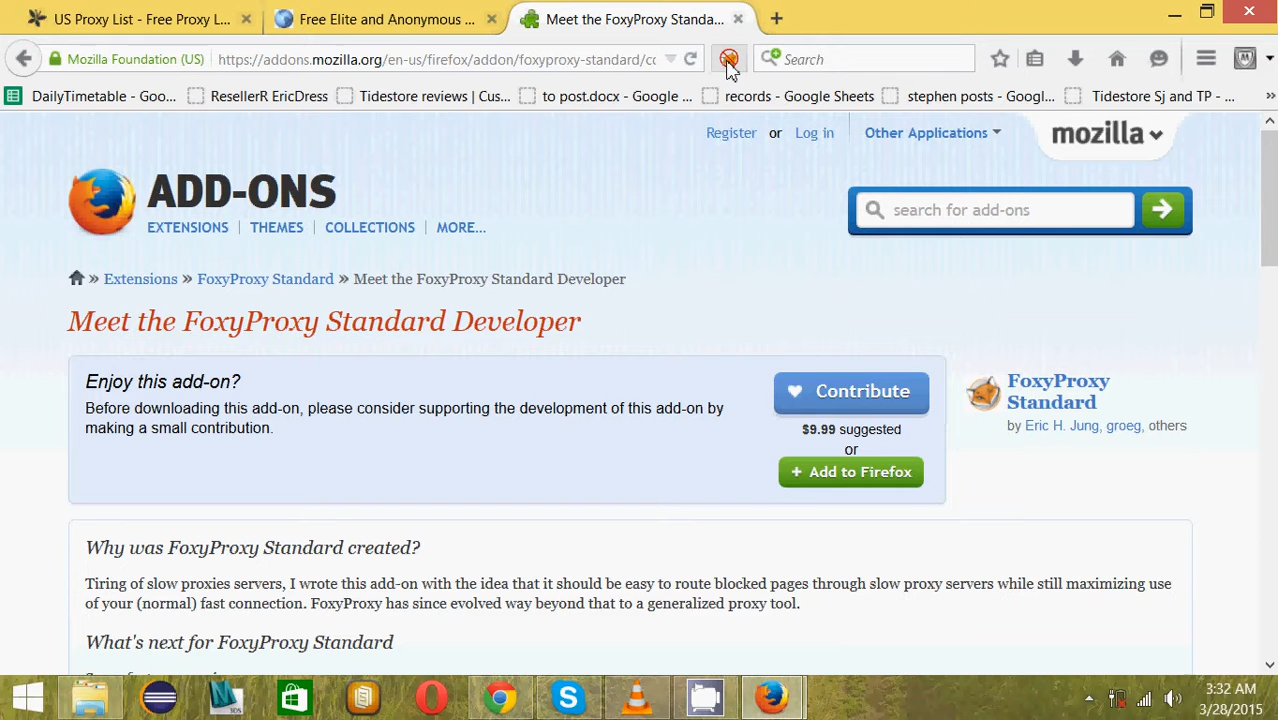 US Proxy List - Free Proxy L...
Free Elite and Anonymous ...
Meet the FoxyProxy Standa...
Mozilla Foundation (US)
https://addons.mozilla.org/en-us/firefox/addon/foxyproxy-standard/cc
Search
DailyTimetable - Goo...
ResellerR EricDress
Tidestore reviews | Cus...
to post.docx - Google ...
records - Google Sheets
stephen posts - Googl...
Tidestore Sj and TP - ...
Register or Log in
Other Applications
mozilla
ADD-ONS
EXTENSIONS | THEMES | COLLECTIONS | MORE...
search for add-ons
» Extensions » FoxyProxy Standard » Meet the FoxyProxy Standard Developer
Meet the FoxyProxy Standard Developer
Enjoy this add-on?
Before downloading this add-on, please consider supporting the development of this add-on by
making a small contribution.
Contribute
$9.99 suggested
or
+ Add to Firefox
FoxyProxy
Standard
by Eric H. Jung, groeg, others
Why was FoxyProxy Standard created?
Tiring of slow proxies servers, I wrote this add-on with the idea that it should be easy to route blocked pages through slow proxy servers while still maximizing use
of your (normal) fast connection. FoxyProxy has since evolved way beyond that to a generalized proxy tool.
What's next for FoxyProxy Standard
3:32 AM
3/28/2015